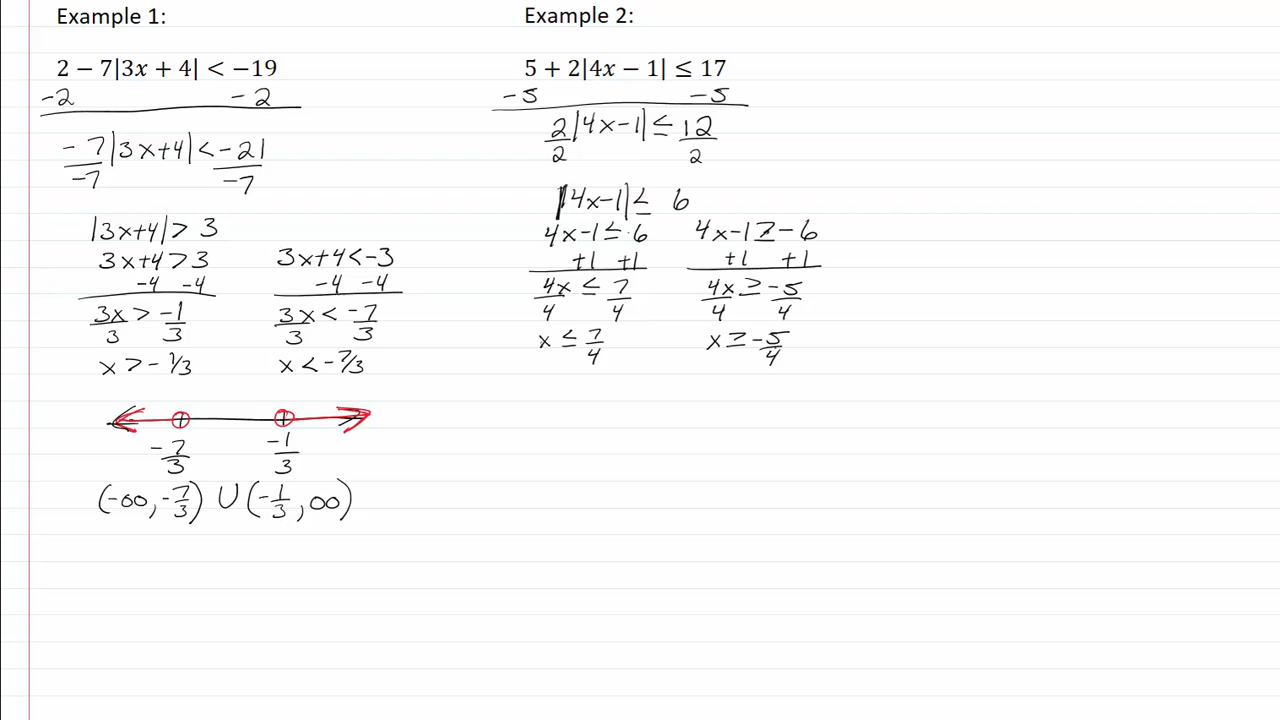 Example 1:
2 − 7|3x + 4| < −19
-2 -2
-7|3x+4| < -21
-7 -7
|3x+4| > 3
3x+4 > 3 3x+4 < -3
-4 -4 -4 -4
3x > -1 3x < -7
3 3 3 3
x > -1/3 x < -7/3
-7/3 -1/3
(-∞, -7/3) ∪ (-1/3, ∞)
Example 2:
5 + 2|4x − 1| ≤ 17
-5 -5
2|4x-1| ≤ 12
2 2
|4x-1| ≤ 6
4x-1 ≤ 6 4x-1 ≥ -6
+1 +1 +1 +1
4x ≤ 7 4x ≥ -5
4 4 4 4
x ≤ 7/4 x ≥ -5/4